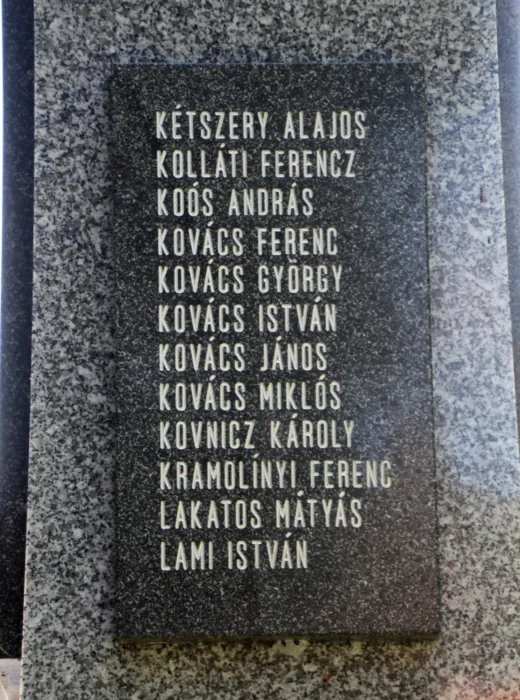 KÉTSZERY ALAJOS
KOLLÁTI FERENCZ
KOÓS ANDRÁS
KOVÁCS FERENC
KOVÁCS GYÖRGY
KOVÁCS ISTVÁN
KOVÁCS JÁNOS
KOVÁCS MIKLÓS
KOVNICZ KÁROLY
KRAMOLÍNYI FERENC
LAKATOS MÁTYÁS
LAMI ISTVÁN